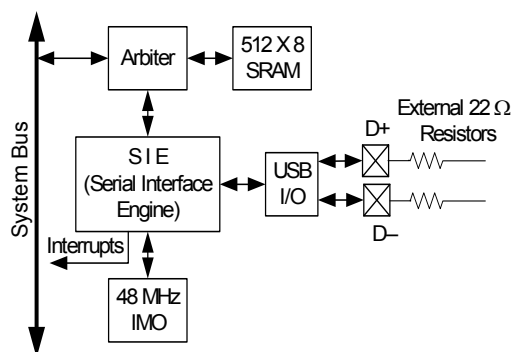 Arbiter
512 X 8
SRAM
External 22 Ω
Resistors
D+
S I E
(Serial Interface
Engine)
USB
I/O
D–
System Bus
Interrupts
48 MHz
IMO